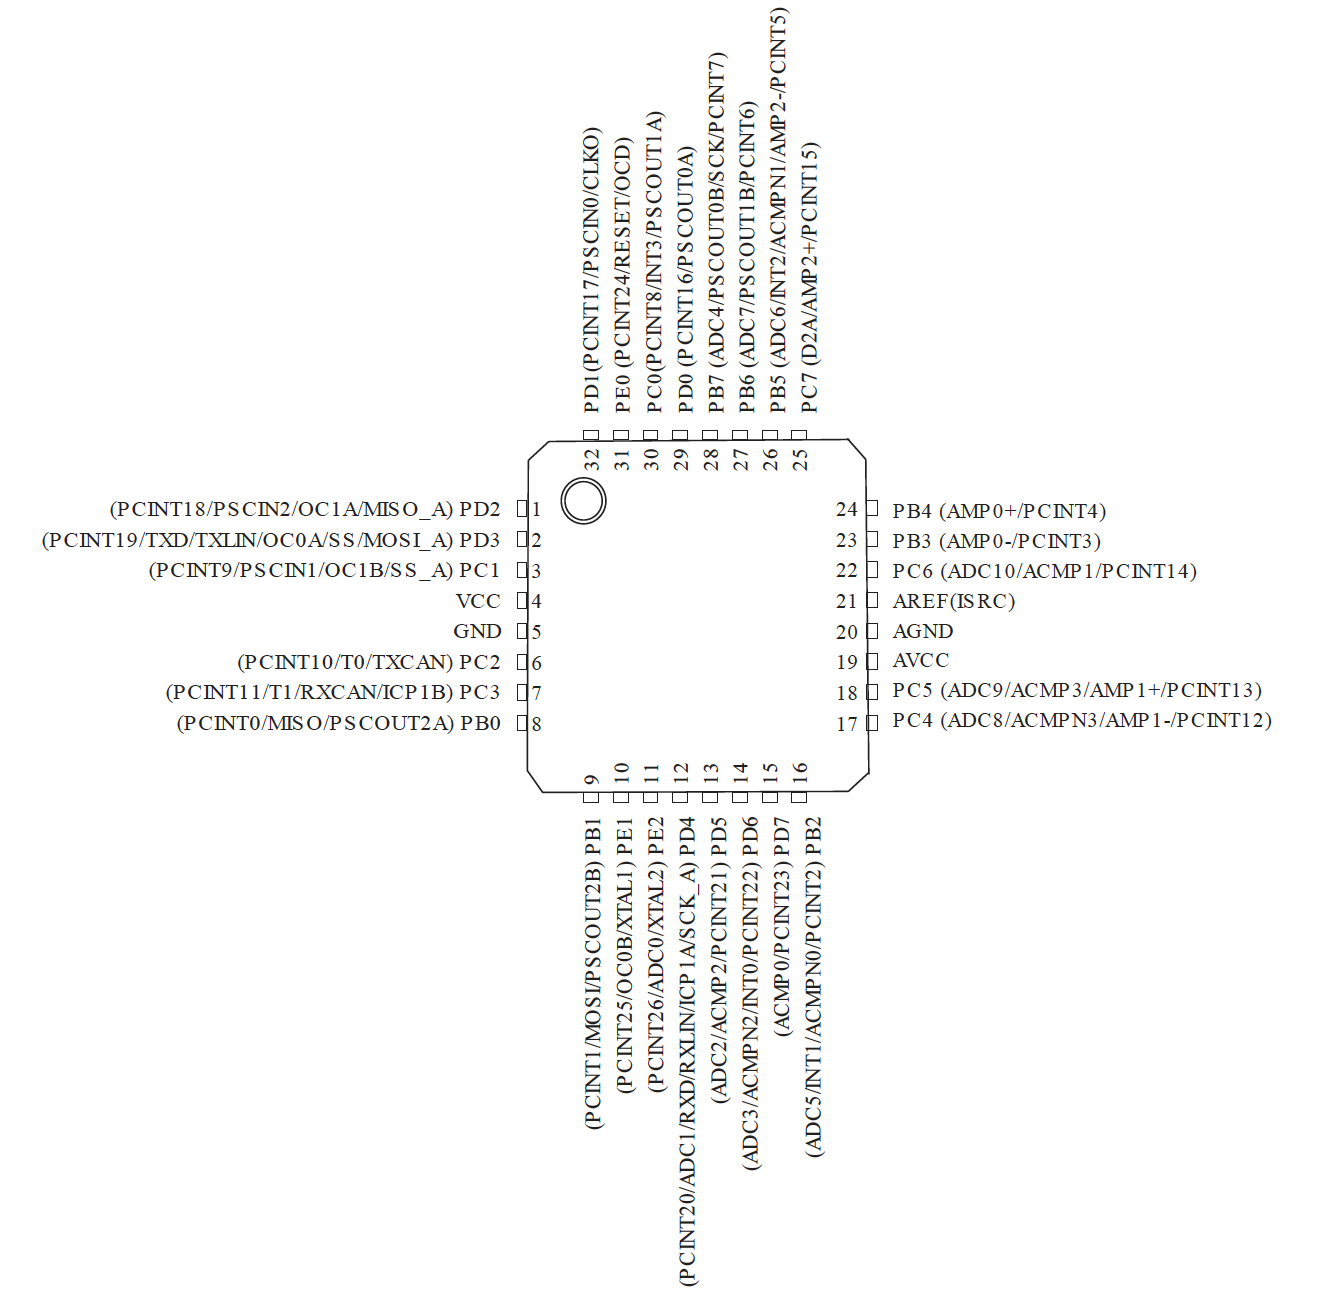 PD1(PCINT17/PSCIN0/CLKO)
PE0 (PCINT24/RESET/OCD)
PC0(PCINT8/INT3/PSCOUT1A)
PD0 (PCINT16/PSCOUT0A)
PB7 (ADC4/PSCOUT0B/SCK/PCINT7)
PB6 (ADC7/PSCOUT1B/PCINT6)
PB5 (ADC6/INT2/ACMPN1/AMP2-/PCINT5)
PC7 (D2A/AMP2+/PCINT15)
32
31
30
29
28
27
26
25
(PCINT18/PSCIN2/OC1A/MISO_A) PD2
1
(PCINT19/TXD/TXLIN/OC0A/SS/MOSI_A) PD3
2
(PCINT9/PSCIN1/OC1B/SS_A) PC1
3
VCC
4
GND
5
(PCINT10/T0/TXCAN) PC2
6
(PCINT11/T1/RXCAN/ICP1B) PC3
7
(PCINT0/MISO/PSCOUT2A) PB0
8
24
PB4 (AMP0+/PCINT4)
23
PB3 (AMP0-/PCINT3)
22
PC6 (ADC10/ACMP1/PCINT14)
21
AREF(ISRC)
20
AGND
19
AVCC
18
PC5 (ADC9/ACMP3/AMP1+/PCINT13)
17
PC4 (ADC8/ACMPN3/AMP1-/PCINT12)
9
10
11
12
13
14
15
16
(PCINT1/MOSI/PSCOUT2B) PB1
(PCINT25/OC0B/XTAL1) PE1
(PCINT26/ADC0/XTAL2) PE2
(PCINT20/ADC1/RXD/RXLIN/ICP1A/SCK_A) PD4
(ADC2/ACMP2/PCINT21) PD5
(ADC3/ACMPN2/INT0/PCINT22) PD6
(ACMP0/PCINT23) PD7
(ADC5/INT1/ACMPN0/PCINT2) PB2